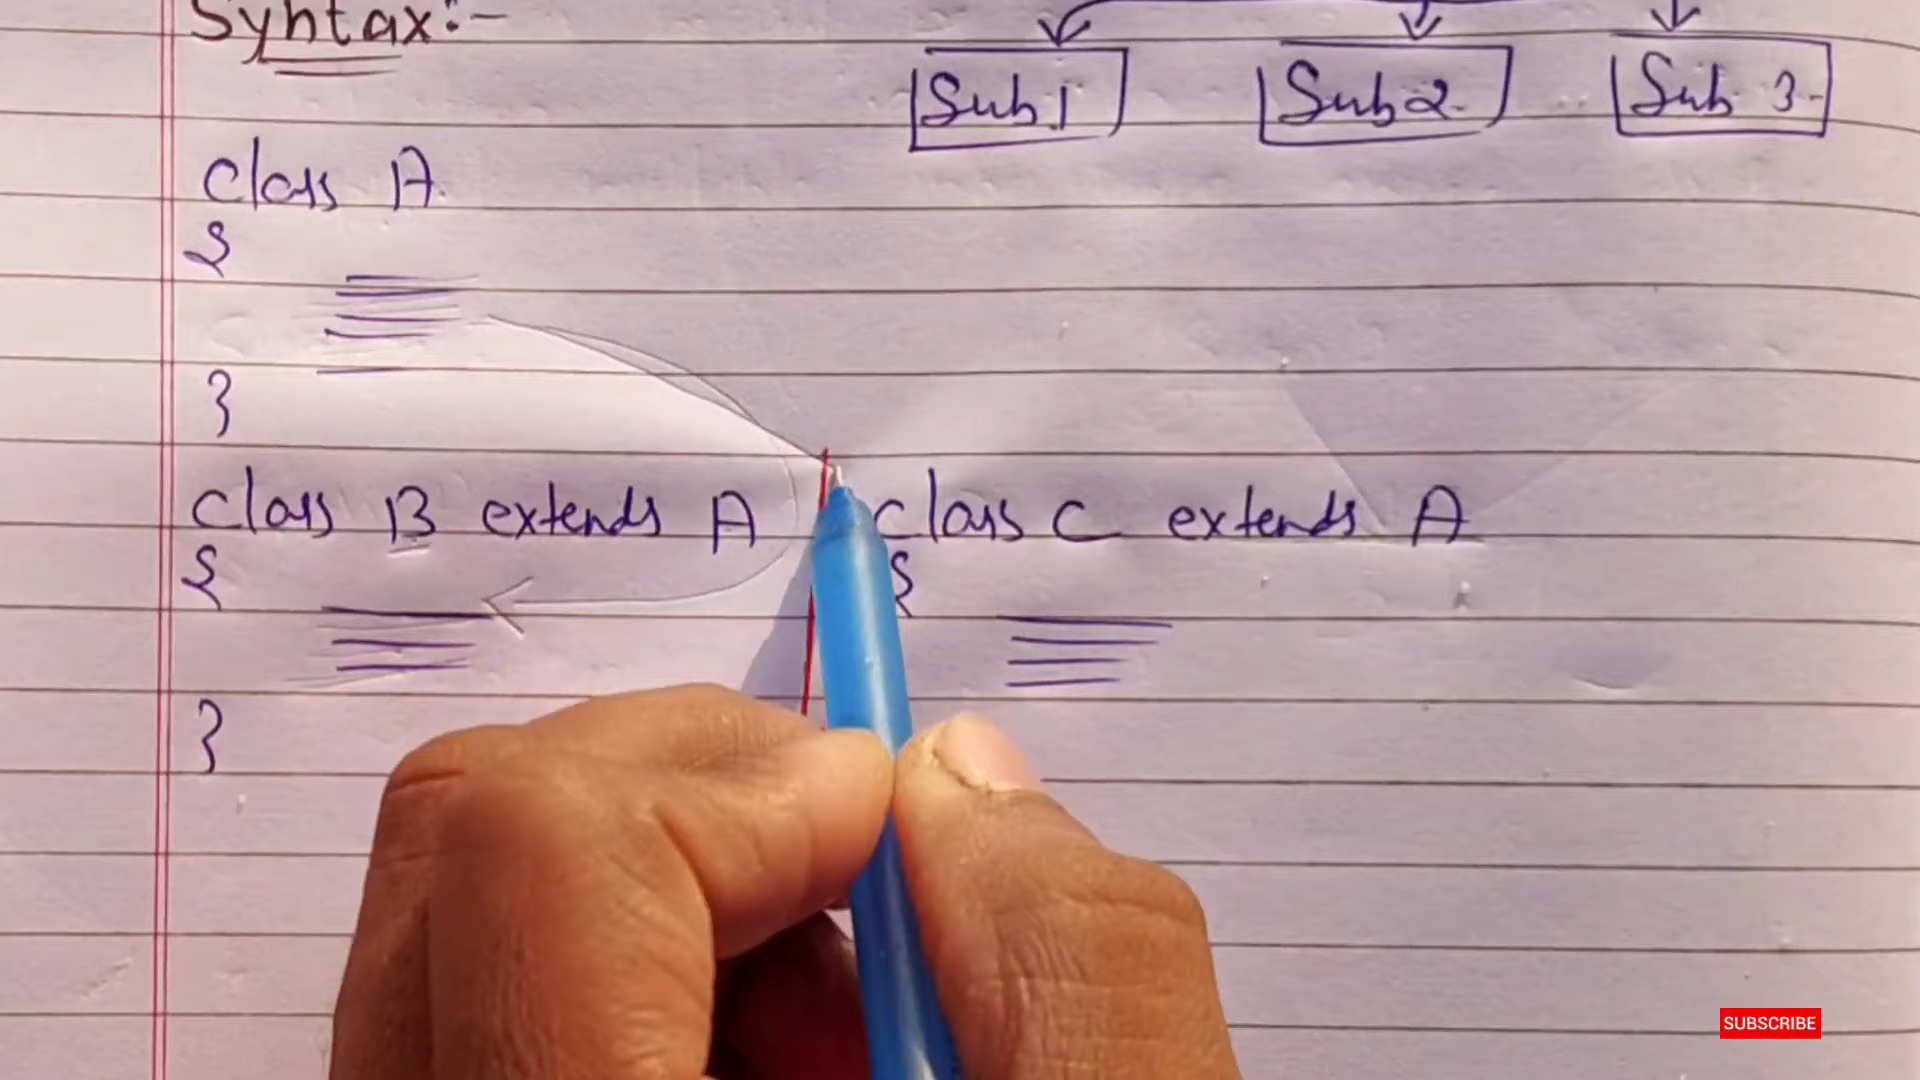 Syntax:-
Sub 1 Sub 2 Sub 3
class A
{
}
class B extends A class C extends A
{ {
}
SUBSCRIBE